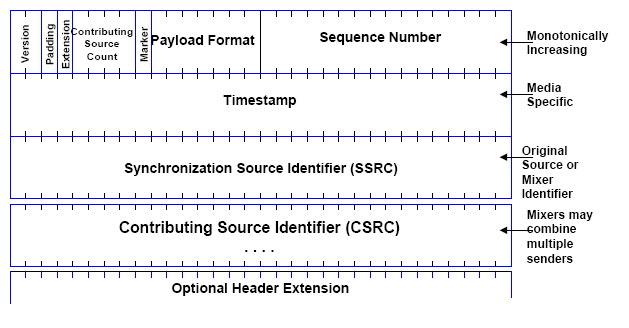 Version
Padding
Extension
Contributing
Source
Count
Marker
Payload Format
Sequence Number
Monotonically
Increasing
Timestamp
Media
Specific
Synchronization Source Identifier (SSRC)
Original
Source or
Mixer
Identifier
Contributing Source Identifier (CSRC)
. . . .
Mixers may
combine
multiple
senders
Optional Header Extension